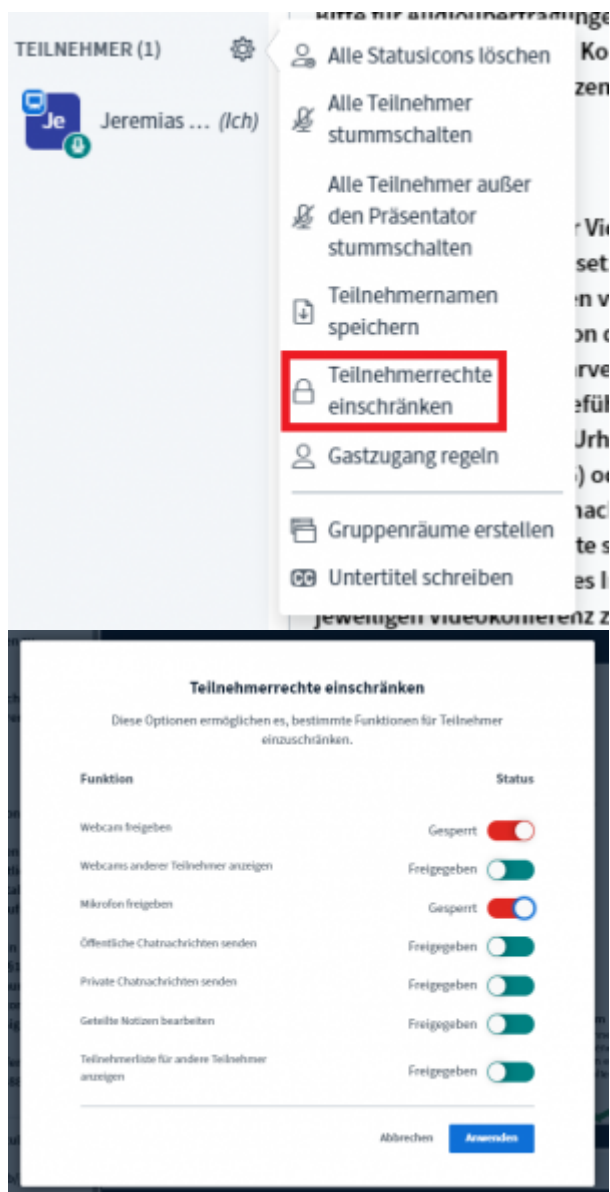 TEILNEHMER (1)
Je
Jeremias ... (Ich)
Alle Statusicons löschen
Alle Teilnehmer
stummschalten
Alle Teilnehmer außer
den Präsentator
stummschalten
Teilnehmernamen
speichern
Teilnehmerrechte
einschränken
Gastzugang regeln
Gruppenräume erstellen
CC Untertitel schreiben
Teilnehmerrechte einschränken
Diese Optionen ermöglichen es, bestimmte Funktionen für Teilnehmer
einzuschränken.
Funktion Status
Webcam freigeben Gesperrt
Webcams anderer Teilnehmer anzeigen Freigegeben
Mikrofon freigeben Gesperrt
Öffentliche Chatnachrichten senden Freigegeben
Private Chatnachrichten senden Freigegeben
Geteilte Notizen bearbeiten Freigegeben
Teilnehmerliste für andere Teilnehmer
anzeigen Freigegeben
Abbrechen Anwenden